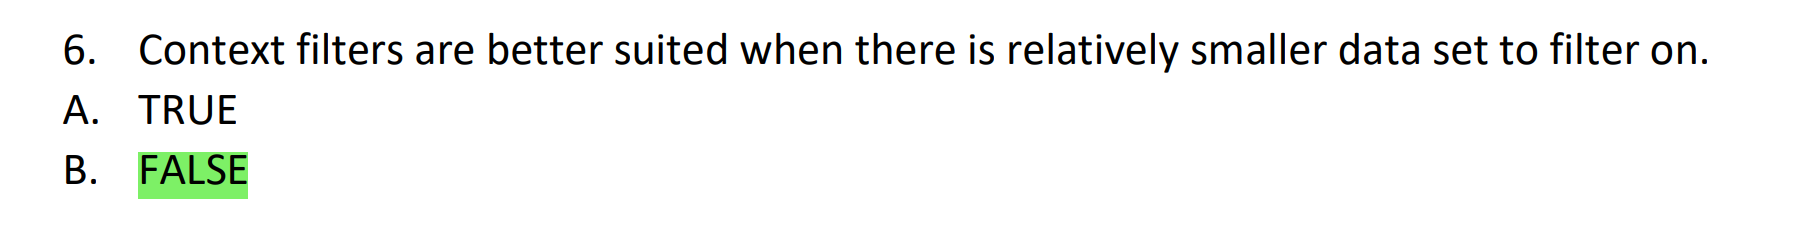 6. Context filters are better suited when there is relatively smaller data set to filter on.
A. TRUE
B. FALSE